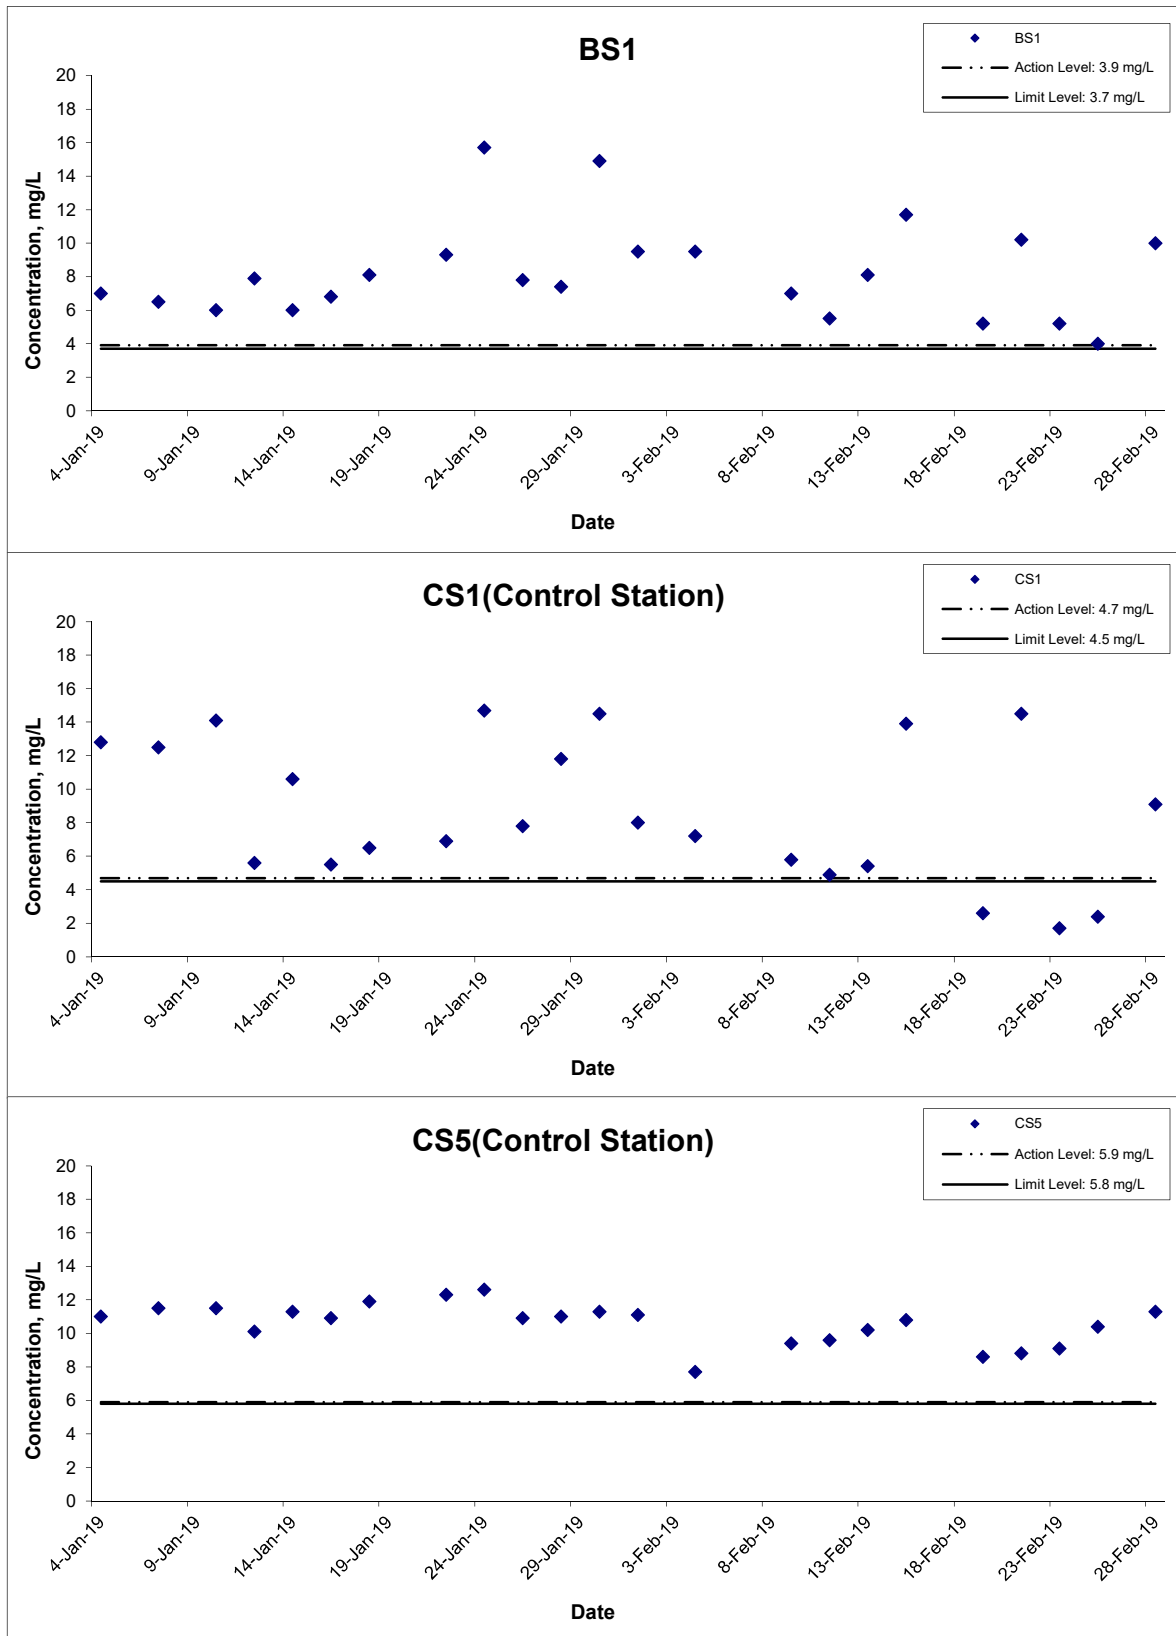 BS1
BS1
Action Level: 3.9 mg/L
Limit Level: 3.7 mg/L
Concentration, mg/L
20
18
16
14
12
10
8
6
4
2
0
4-Jan-19
9-Jan-19
14-Jan-19
19-Jan-19
24-Jan-19
29-Jan-19
3-Feb-19
8-Feb-19
13-Feb-19
18-Feb-19
23-Feb-19
28-Feb-19
Date
CS1(Control Station)
CS1
Action Level: 4.7 mg/L
Limit Level: 4.5 mg/L
Concentration, mg/L
20
18
16
14
12
10
8
6
4
2
0
4-Jan-19
9-Jan-19
14-Jan-19
19-Jan-19
24-Jan-19
29-Jan-19
3-Feb-19
8-Feb-19
13-Feb-19
18-Feb-19
23-Feb-19
28-Feb-19
Date
CS5(Control Station)
CS5
Action Level: 5.9 mg/L
Limit Level: 5.8 mg/L
Concentration, mg/L
20
18
16
14
12
10
8
6
4
2
0
4-Jan-19
9-Jan-19
14-Jan-19
19-Jan-19
24-Jan-19
29-Jan-19
3-Feb-19
8-Feb-19
13-Feb-19
18-Feb-19
23-Feb-19
28-Feb-19
Date